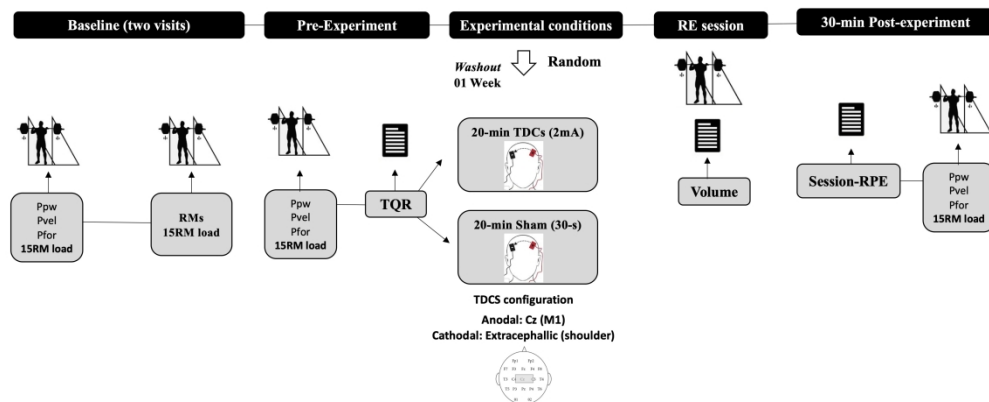 Baseline (two visits)
Pre-Experiment
Experimental conditions
RE session
30-min Post-experiment
Washout
01 Week
Random
Ppw
Pvel
Pfor
15RM load
RMs
15RM load
Ppw
Pvel
Pfor
15RM load
TQR
20-min TDCs (2mA)
20-min Sham (30-s)
TDCS configuration
Anodal: Cz (M1)
Cathodal: Extracephallic (shoulder)
Volume
Session-RPE
Ppw
Pvel
Pfor
15RM load